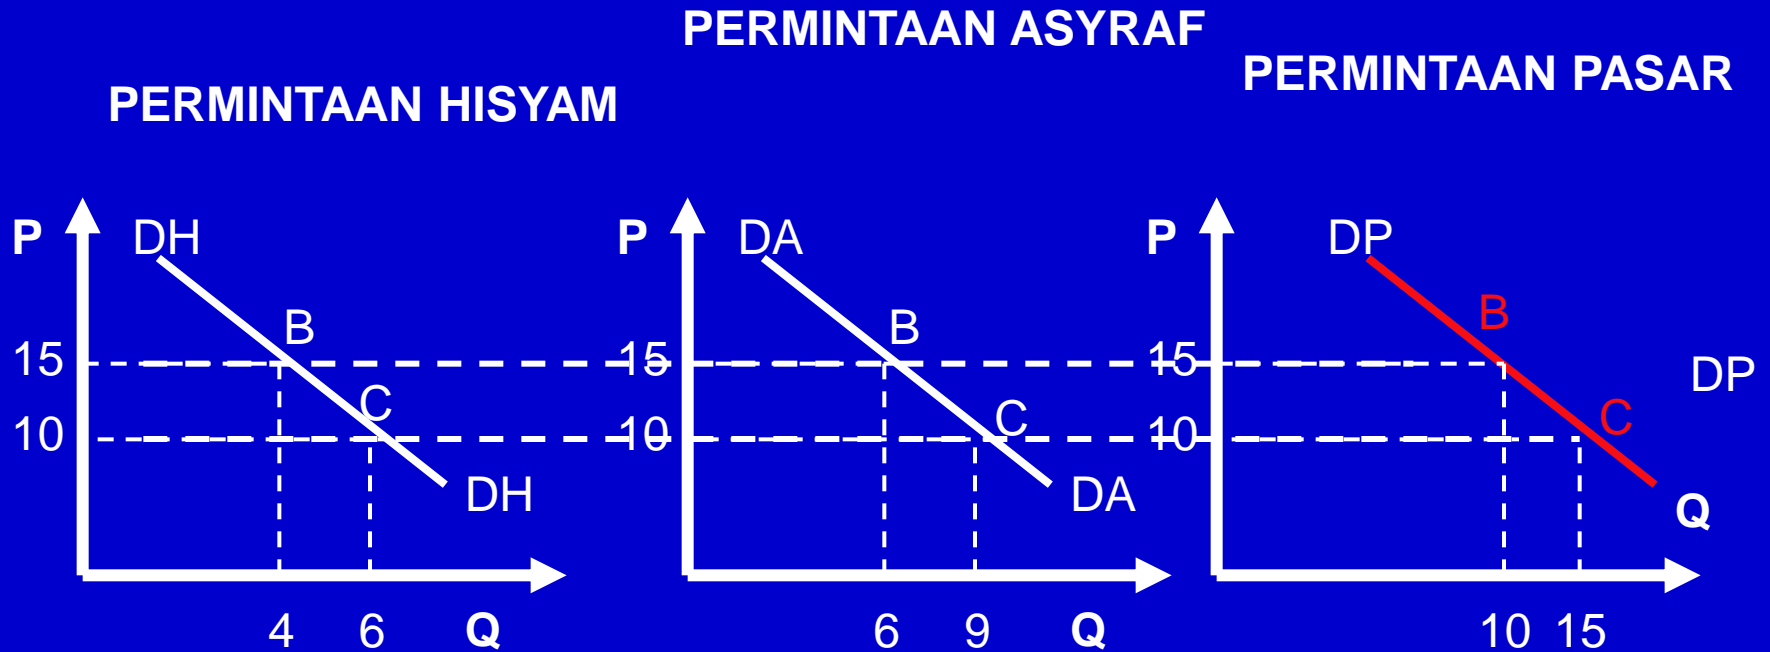 PERMINTAAN ASYRAF
PERMINTAAN PASAR
PERMINTAAN HISYAM
P DH P DA P DP
B B B
15 15 15 DP
C C C
10 10 10
DH DA Q
4 6 Q 6 9 Q 10 15